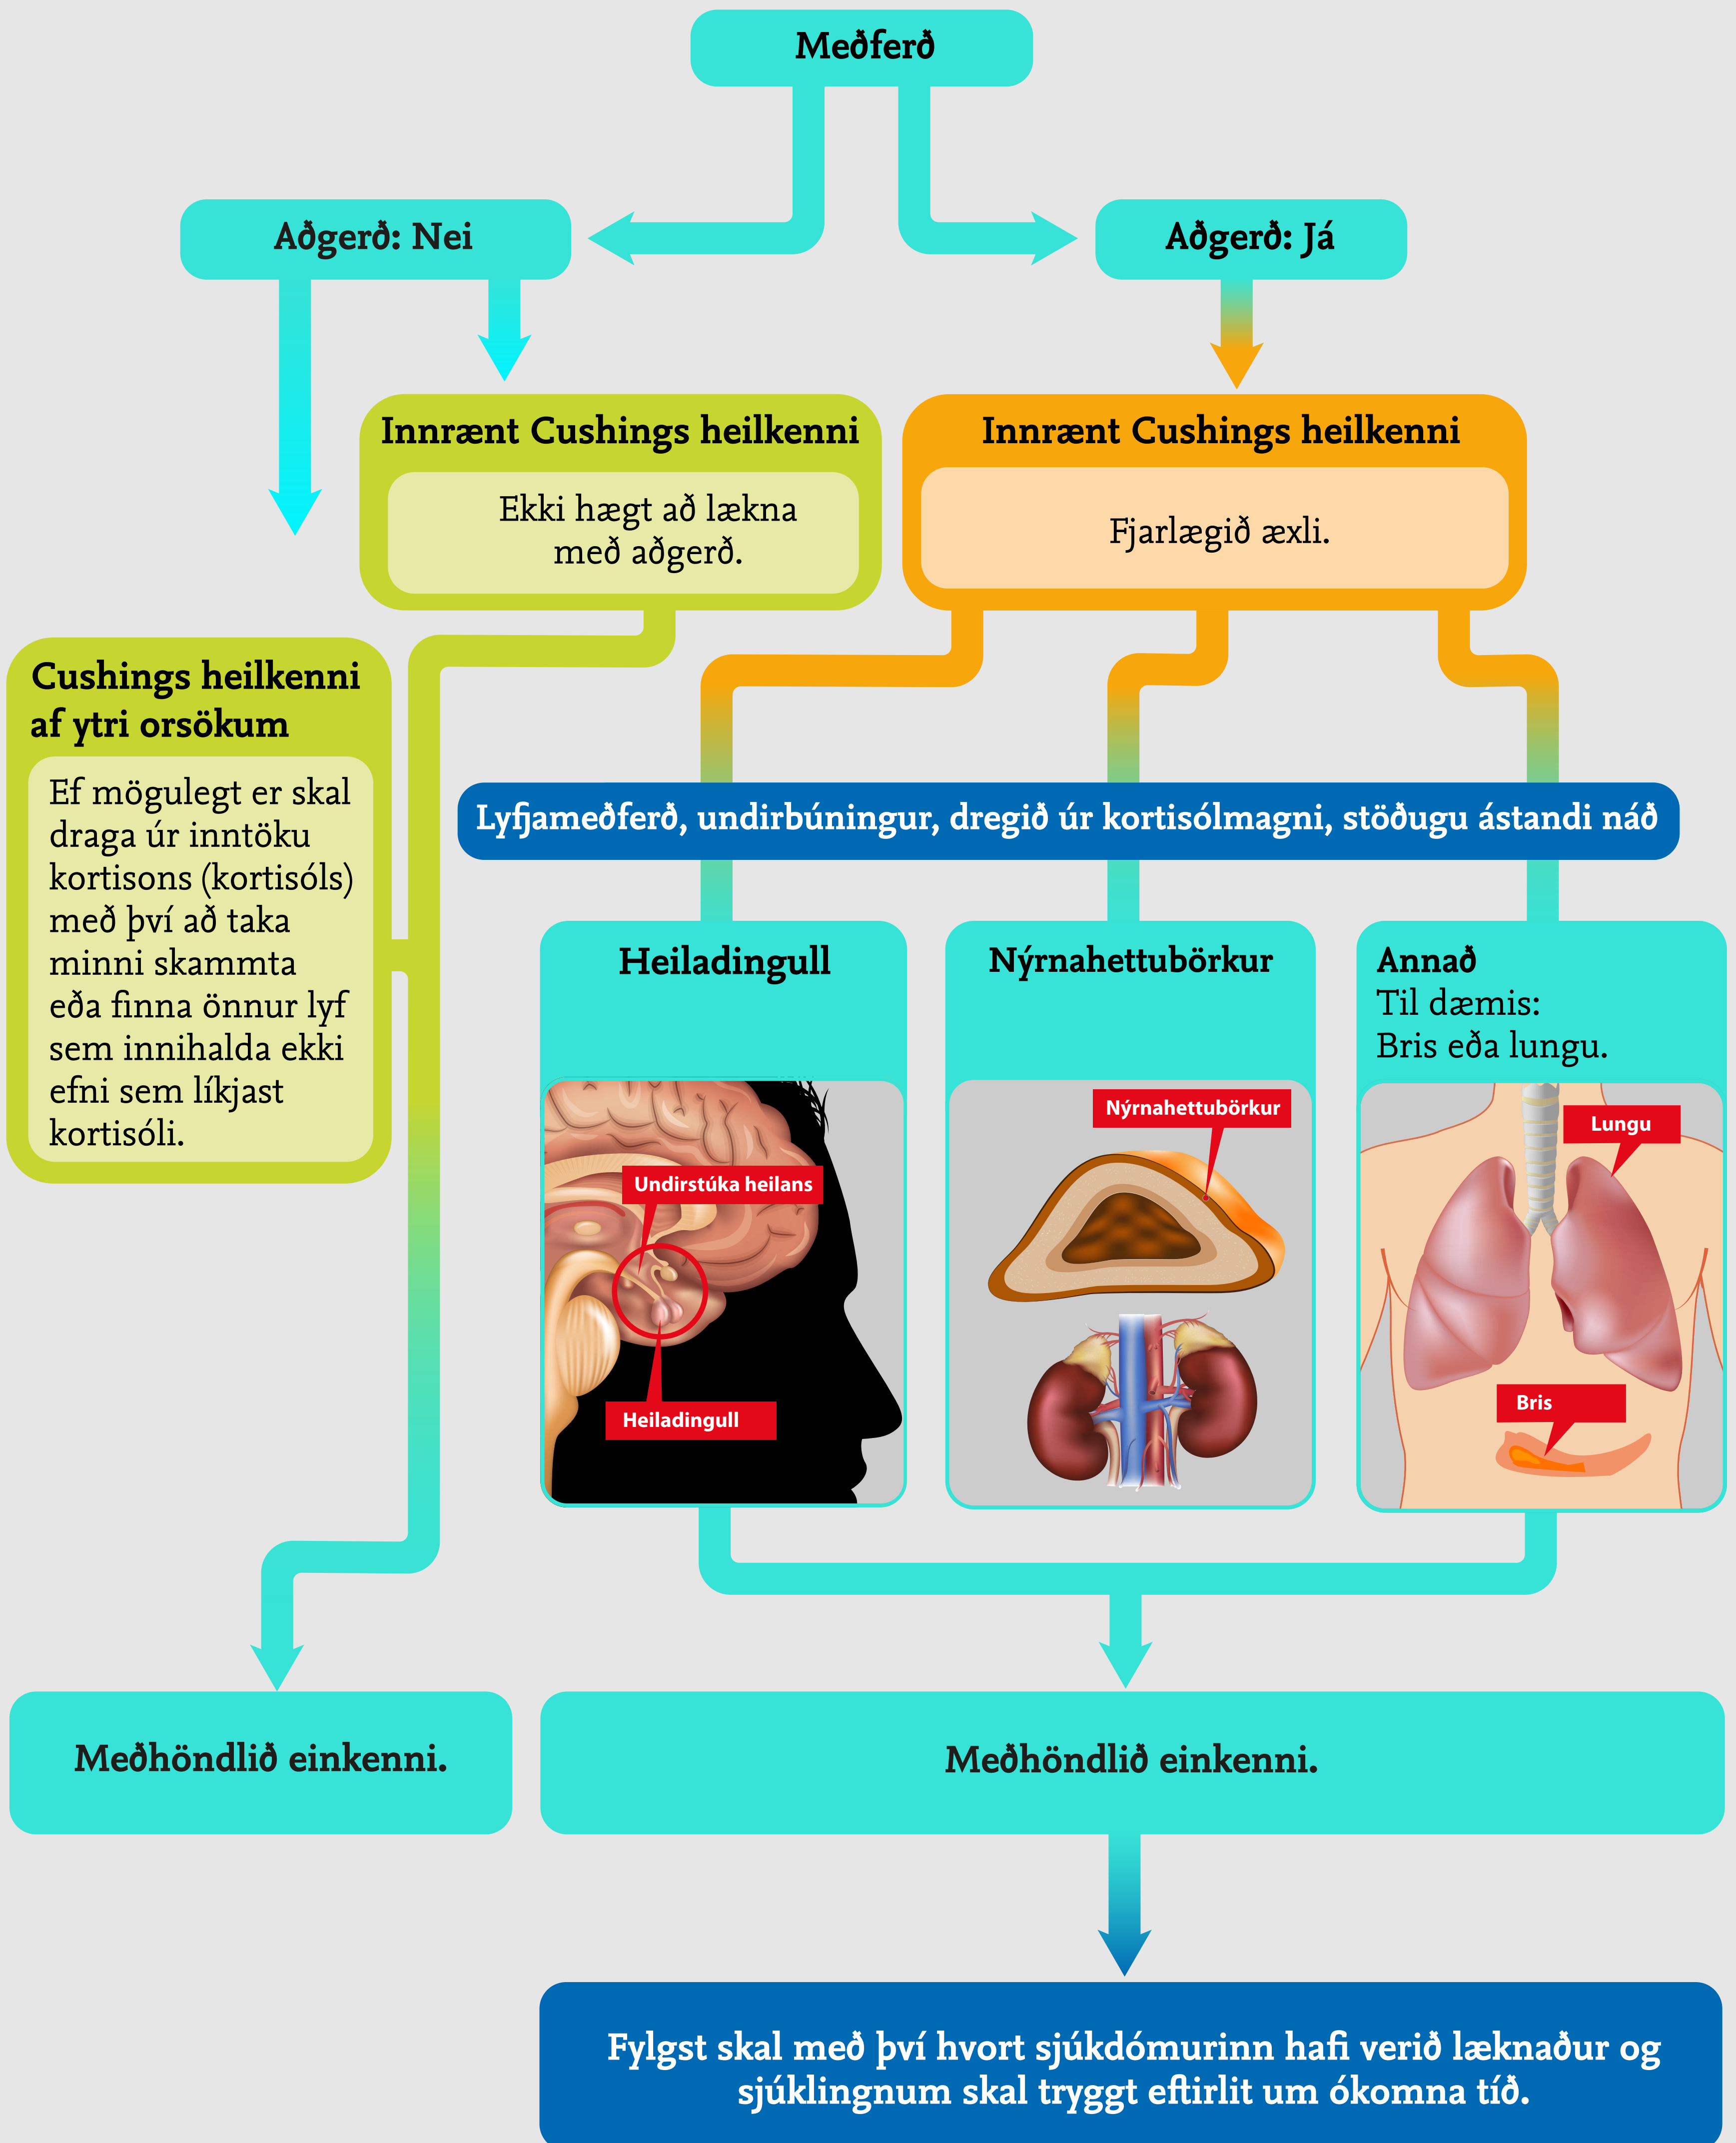 Meðferð
Aðgerð: Nei
Aðgerð: Já
Innrænt Cushings heilkenni
Ekki hægt að lækna
með aðgerð.
Innrænt Cushings heilkenni
Fjarlægið æxli.
Cushings heilkenni
af ytri orsökum
Ef mögulegt er skal
draga úr inntöku
kortisons (kortisóls)
með því að taka
minni skammta
eða finna önnur lyf
sem innihalda ekki
efni sem líkjast
kortisóli.
Lyfjameðferð, undirbúningur, dregið úr kortisólmagni, stöðugu ástandi náð
Heiladingull
Undirstúka heilans
Heiladingull
Nýrnahettubörkur
Nýrnahettubörkur
Annað
Til dæmis:
Bris eða lungu.
Lungu
Bris
Meðhöndlið einkenni.
Meðhöndlið einkenni.
Fylgst skal með því hvort sjúkdómurinn hafi verið læknaður og
sjúklingnum skal tryggt eftirlit um ókomna tíð.